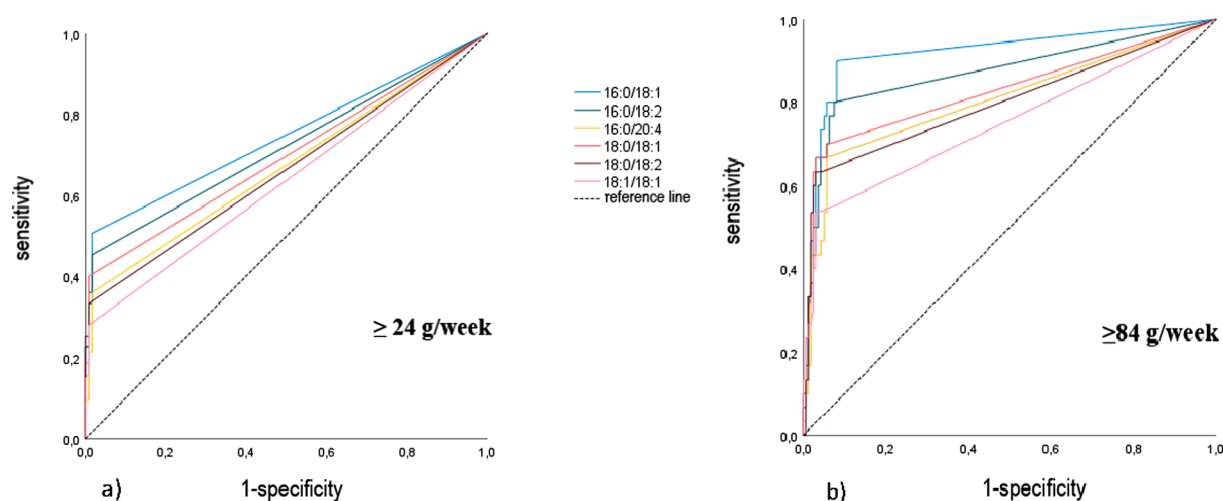 1,0
0,8
0,6
0,4
0,2
0,0
sensitivity
≥ 24 g/week
0,0 0,2 0,4 0,6 0,8 1,0
a) 1-specificity
16:0/18:1
16:0/18:2
16:0/20:4
18:0/18:1
18:0/18:2
18:1/18:1
reference line
1,0
0,8
0,6
0,4
0,2
0,0
sensitivity
≥84 g/week
0,0 0,2 0,4 0,6 0,8 1,0
b) 1-specificity